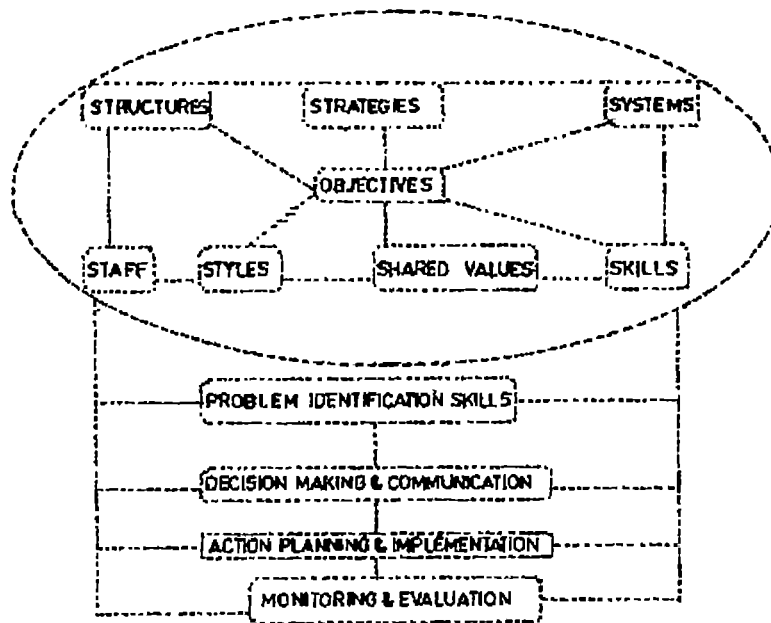 STRUCTURES STRATEGIES SYSTEMS
OBJECTIVES
STAFF STYLES SHARED VALUES SKILLS
PROBLEM IDENTIFICATION SKILLS
DECISION MAKING & COMMUNICATION
ACTION PLANNING & IMPLEMENTATION
MONITORING & EVALUATION